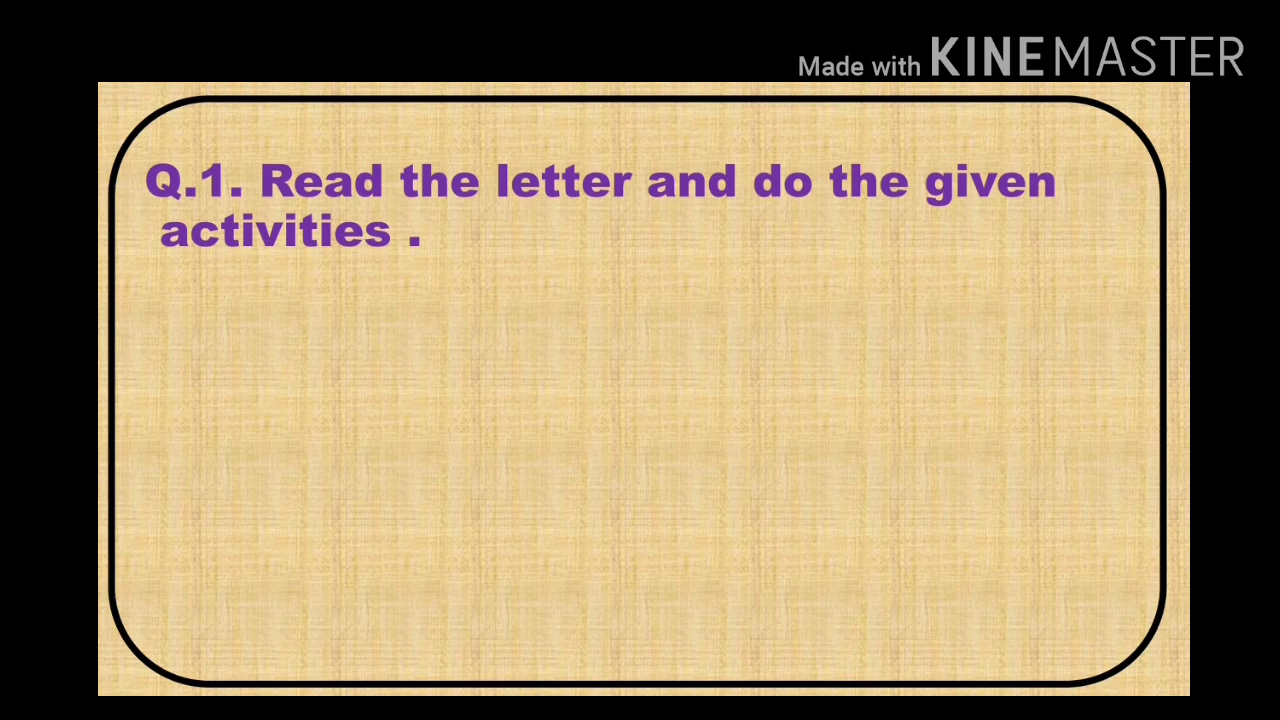 Made with KINEMASTER
Q.1. Read the letter and do the given
activities .